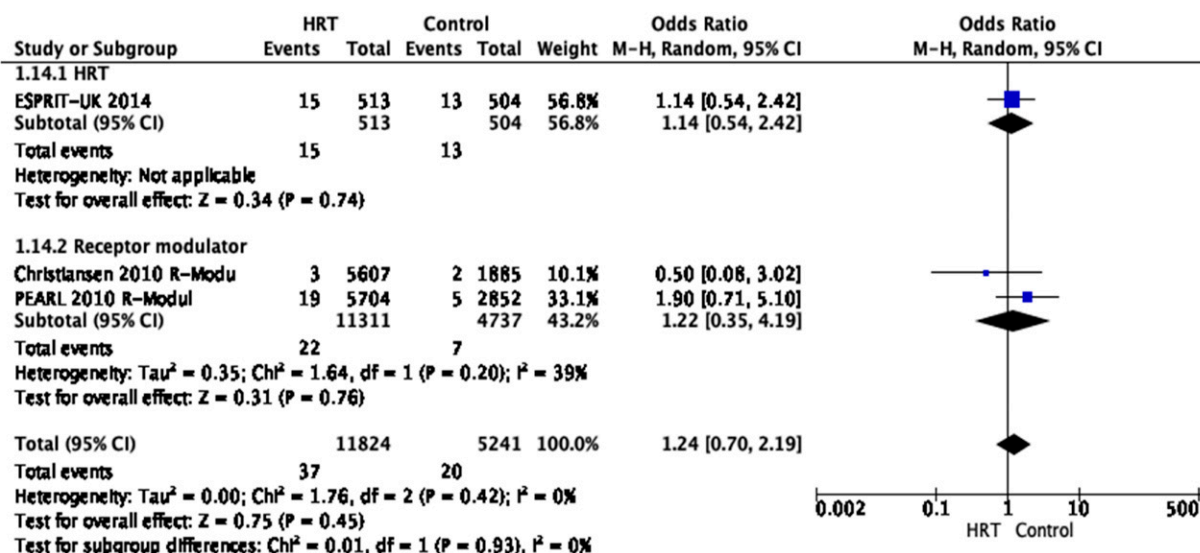 HRT Control Odds Ratio Odds Ratio
Study or Subgroup Events Total Events Total Weight M-H, Random, 95% CI M-H, Random, 95% CI
1.14.1 HRT
ESPRIT-UK 2014 15 513 13 504 56.8% 1.14 [0.54, 2.42]
Subtotal (95% CI) 513 504 56.8% 1.14 [0.54, 2.42]
Total events 15 13
Heterogeneity: Not applicable
Test for overall effect: Z = 0.34 (P = 0.74)
1.14.2 Receptor modulator
Christiansen 2010 R-Modu 3 5607 2 1885 10.1% 0.50 [0.08, 3.02]
PEARL 2010 R-Modul 19 5704 5 2852 33.1% 1.90 [0.71, 5.10]
Subtotal (95% CI) 11311 4737 43.2% 1.22 [0.35, 4.19]
Total events 22 7
Heterogeneity: Tau² = 0.35; Chi² = 1.64, df = 1 (P = 0.20); I² = 39%
Test for overall effect: Z = 0.31 (P = 0.76)
Total (95% CI) 11824 5241 100.0% 1.24 [0.70, 2.19]
Total events 37 20
Heterogeneity: Tau² = 0.00; Chi² = 1.76, df = 2 (P = 0.42); I² = 0%
Test for overall effect: Z = 0.75 (P = 0.45)
Test for subgroup differences: Chi² = 0.01, df = 1 (P = 0.93), I² = 0%
0.002 0.1 1 10 500
HRT Control